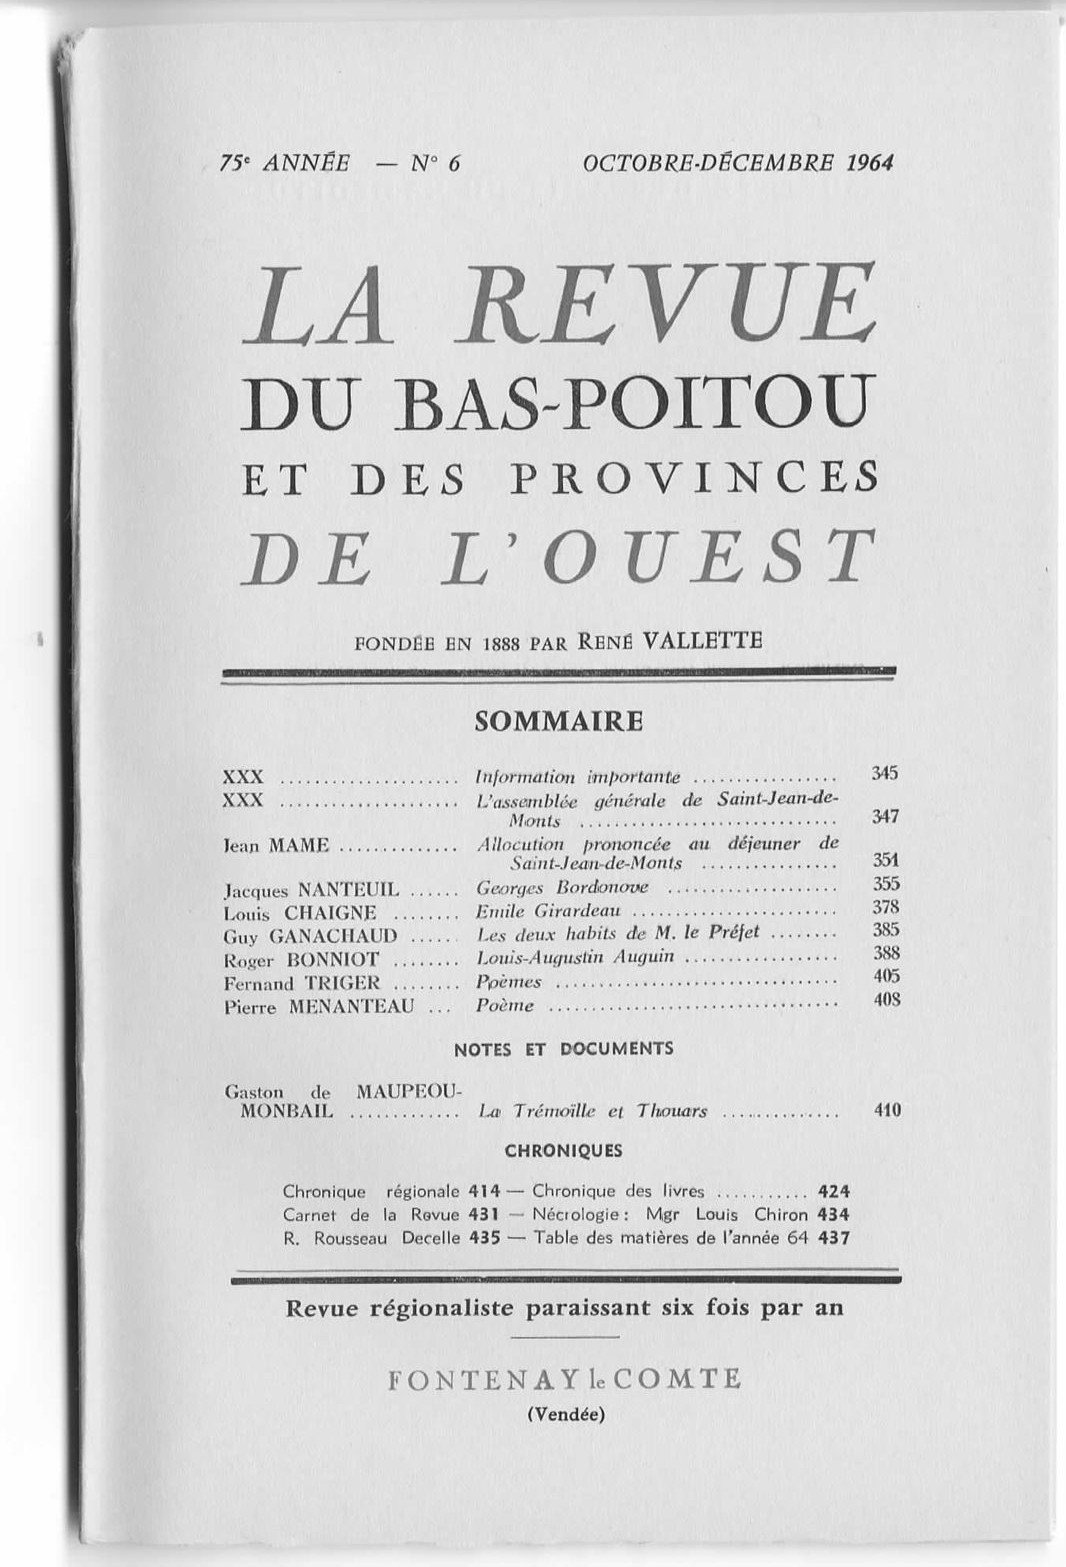 75e ANNÉE — N° 6 OCTOBRE-DÉCEMBRE 1964
LA REVUE
DU BAS-POITOU
ET DES PROVINCES
DE L'OUEST
FONDÉE EN 1888 PAR RENÉ VALLETTE
SOMMAIRE
XXX ..................... Information importante ................. 345
XXX ..................... L'assemblée générale de Saint-Jean-de-
Monts .............................. 347
Jean MAME .............. Allocution prononcée au déjeuner de
Saint-Jean-de-Monts ................ 351
Jacques NANTEUIL ...... Georges Bordonove .................... 355
Louis CHAIGNE ........ Emile Girardeau ........................ 378
Guy GANACHAUD ...... Les deux habits de M. le Préfet ........ 385
Roger BONNIOT ........ Louis-Augustin Auguin .................. 388
Fernand TRIGER ........ Poèmes ................................. 405
Pierre MENANTEAU ... Poème .................................. 408
NOTES ET DOCUMENTS
Gaston de MAUPEOU-
MONBAIL ............. La Trémoïlle et Thouars .............. 410
CHRONIQUES
Chronique régionale 414 — Chronique des livres ........... 424
Carnet de la Revue 431 — Nécrologie : Mgr Louis Chiron 434
R. Rousseau Decelle 435 — Table des matières de l'année 64 437
Revue régionaliste paraissant six fois par an
FONTENAY le COMTE
(Vendée)